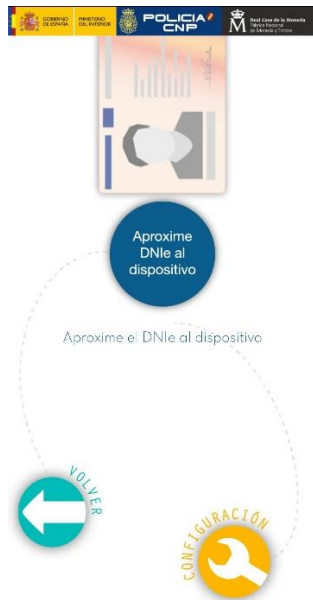 GOBIERNO
DE ESPAÑA
MINISTERIO
DEL INTERIOR
POLICIA
CNP
Real Casa de la Moneda
Fábrica Nacional
de Moneda y Timbre
Aproxime
DNIe al
dispositivo
Aproxime el DNIe al dispositivo
VOLVER
CONFIGURACIÓN